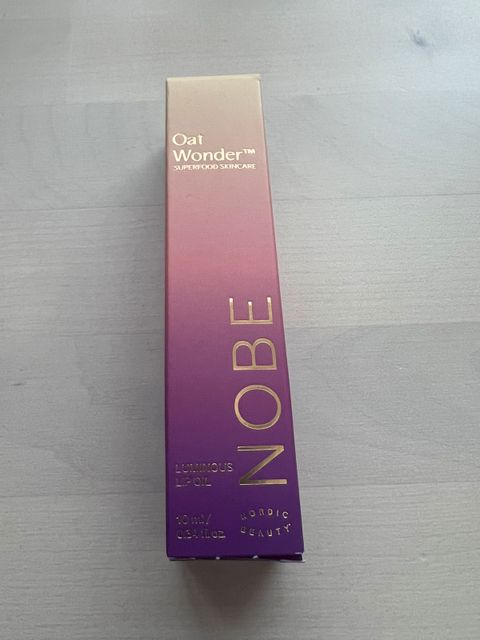 Oat
Wonder™
SUPERFOOD SKINCARE
NOBE
LUMINOUS
LIP OIL
10 ml/
0.34 fl oz.
NORDIC
BEAUTY